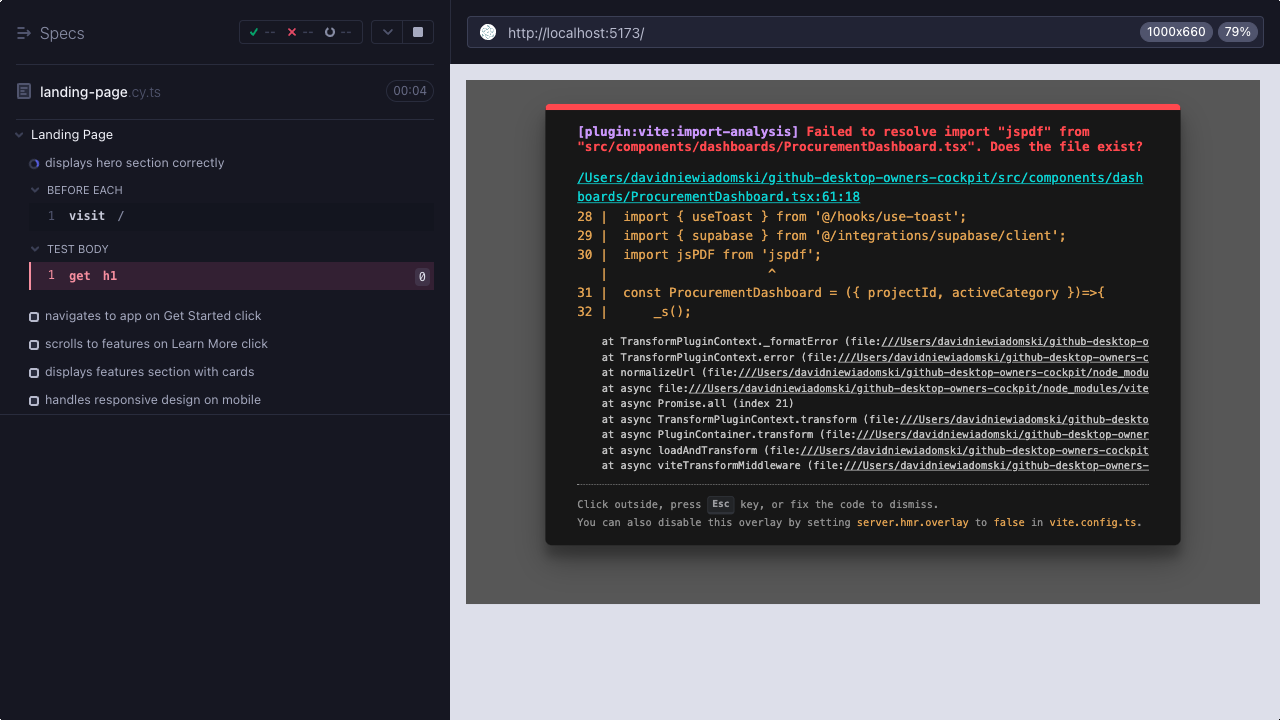 Specs
--
--
--
http://localhost:5173/
1000x660
79%
landing-page.cy.ts
00:04
Landing Page
displays hero section correctly
BEFORE EACH
1 visit /
TEST BODY
1 get h1 0
navigates to app on Get Started click
scrolls to features on Learn More click
displays features section with cards
handles responsive design on mobile
[plugin:vite:import-analysis] Failed to resolve import "jspdf" from
"src/components/dashboards/ProcurementDashboard.tsx". Does the file exist?
/Users/davidniewiadomski/github-desktop-owners-cockpit/src/components/dash
boards/ProcurementDashboard.tsx:61:18
28 | import { useToast } from '@/hooks/use-toast';
29 | import { supabase } from '@/integrations/supabase/client';
30 | import jsPDF from 'jspdf';
| ^
31 | const ProcurementDashboard = ({ projectId, activeCategory })=>{
32 | _s();
at TransformPluginContext._formatError (file:///Users/davidniewiadomski/github-desktop-o
at TransformPluginContext.error (file:///Users/davidniewiadomski/github-desktop-owners-c
at normalizeUrl (file:///Users/davidniewiadomski/github-desktop-owners-cockpit/node_modu
at async file:///Users/davidniewiadomski/github-desktop-owners-cockpit/node_modules/vite
at async Promise.all (index 21)
at async TransformPluginContext.transform (file:///Users/davidniewiadomski/github-deskto
at async PluginContainer.transform (file:///Users/davidniewiadomski/github-desktop-owner
at async loadAndTransform (file:///Users/davidniewiadomski/github-desktop-owners-cockpit
at async viteTransformMiddleware (file:///Users/davidniewiadomski/github-desktop-owners-
Click outside, press Esc key, or fix the code to dismiss.
You can also disable this overlay by setting server.hmr.overlay to false in vite.config.ts.